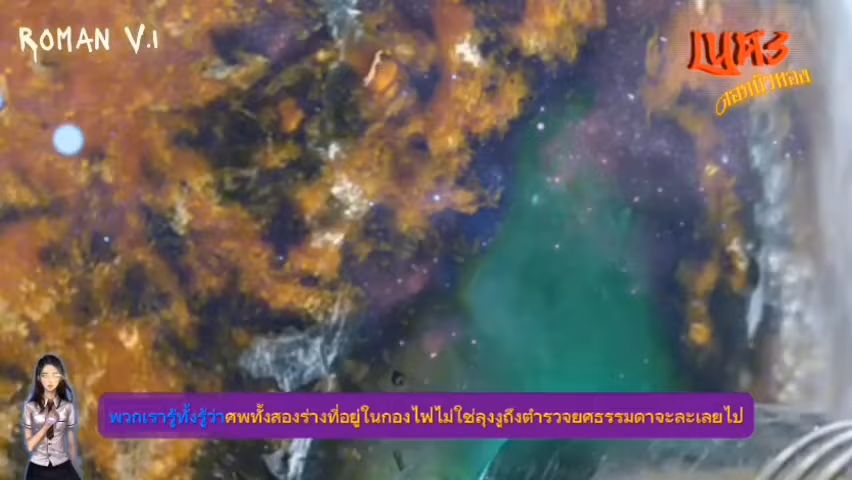 ROMAN V.1
เนศร
พวกเรารู้ทั้งรู้ว่าศพทั้งสองร่างที่อยู่ในกองไฟไม่ใช่ลุงงูถึงตำรวจยศธรรมดาจะละเลยไป